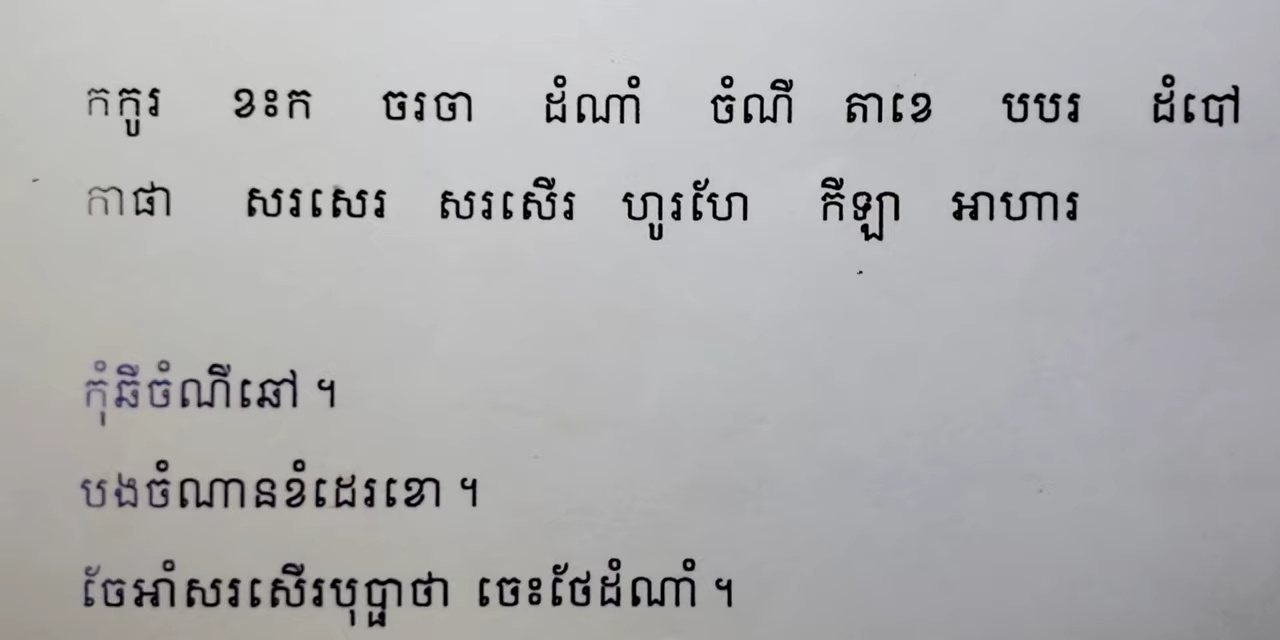 កកូរ ខះក ចរចា ដំណាំ ចំណី តាខេ បបរ ដំបៅ
កាផា សរសេរ សរសើរ ហូរហែ កីឡា អាហារ
កុំឆីចំណីឆៅ ។
បងចំណានខំដេរខោ ។
ចែអាំសរសើរបុប្ផាថា ចេះថែដំណាំ ។